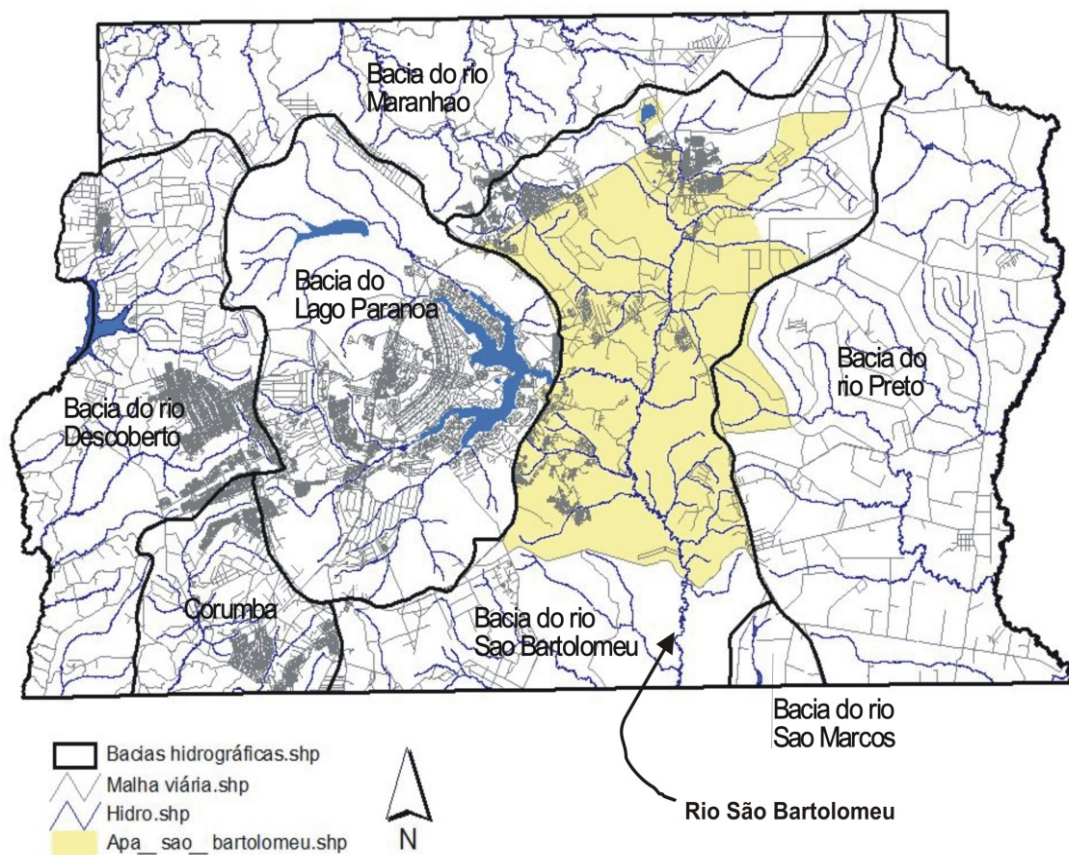 Bacia do rio
Maranhao
Bacia do
Lago Paranoa
Bacia do
rio Preto
Bacia do rio
Descoberto
Corumba
Bacia do rio
Sao Bartolomeu
Bacia do rio
Sao Marcos
Rio São Bartolomeu
Bacias hidrográficas.shp
Malha viária.shp
Hidro.shp
Apa__ sao__ bartolomeu.shp
N